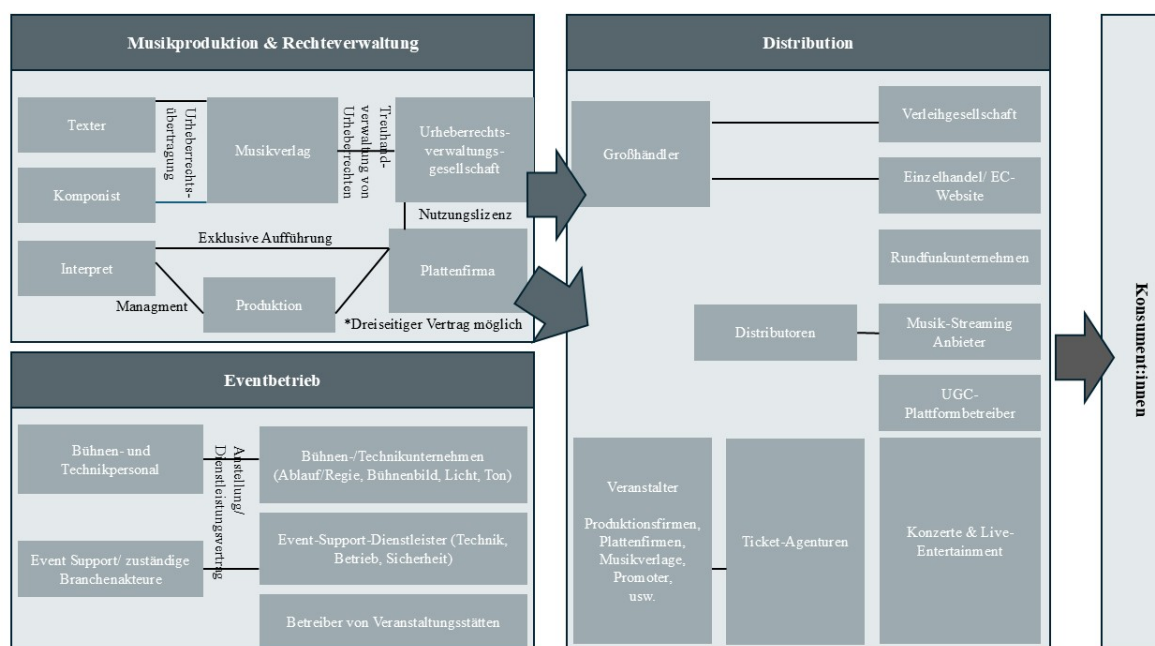 Musikproduktion & Rechteverwaltung
Texter
Komponist
Urheberrechts-
übertragung
Musikverlag
Treuhand-
verwaltung von
Urheberrechten
Urheberrechts-
verwaltungs-
gesellschaft
Nutzungslizenz
Exklusive Aufführung
Interpret
Managment
Produktion
Plattenfirma
*Dreiseitiger Vertrag möglich
Eventbetrieb
Bühnen- und
Technikpersonal
Event Support/ zuständige
Branchenakteure
Anstellung/
Dienstleistungsvertrag
Bühnen-/Technikunternehmen
(Ablauf/Regie, Bühnenbild, Licht, Ton)
Event-Support-Dienstleister (Technik,
Betrieb, Sicherheit)
Betreiber von Veranstaltungsstätten
Distribution
Großhändler
Verleihgesellschaft
Einzelhandel/ EC-
Website
Rundfunkunternehmen
Distributoren
Musik-Streaming
Anbieter
UGC-
Plattformbetreiber
Veranstalter
Produktionsfirmen,
Plattenfirmen,
Musikverlage,
Promoter,
usw.
Ticket-Agenturen
Konzerte & Live-
Entertainment
Konsument:innen